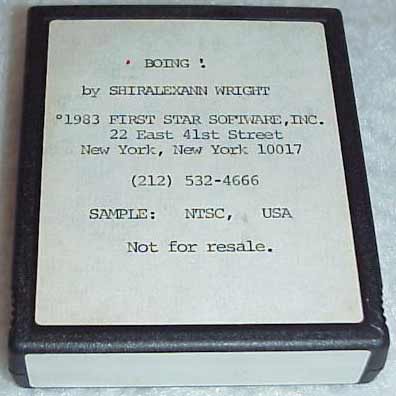 BOING !
by SHIRALEXANN WRIGHT
©1983 FIRST STAR SOFTWARE,INC.
22 East 41st Street
New York, New York 10017
(212) 532-4666
SAMPLE: NTSC, USA
Not for resale.